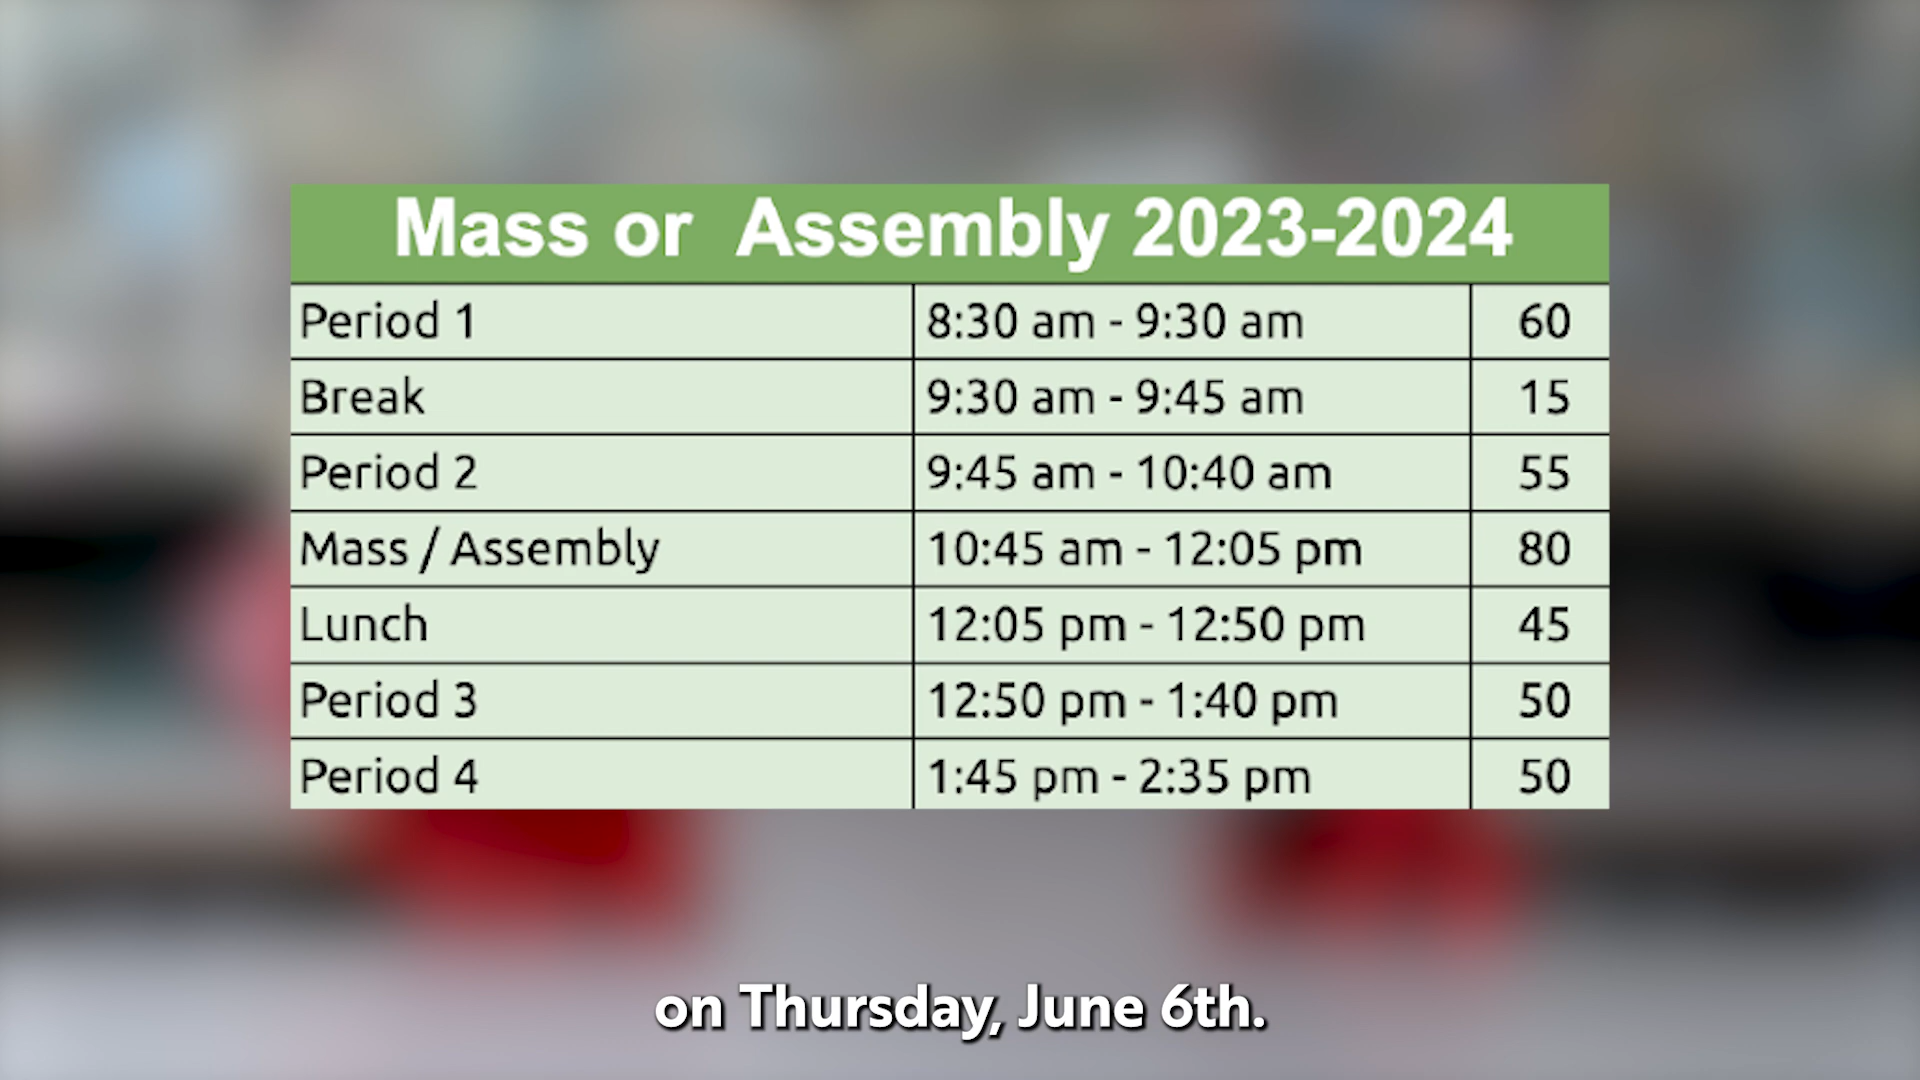 Mass or Assembly 2023-2024
Period 1 8:30 am - 9:30 am 60
Break 9:30 am - 9:45 am 15
Period 2 9:45 am - 10:40 am 55
Mass / Assembly 10:45 am - 12:05 pm 80
Lunch 12:05 pm - 12:50 pm 45
Period 3 12:50 pm - 1:40 pm 50
Period 4 1:45 pm - 2:35 pm 50
on Thursday, June 6th.